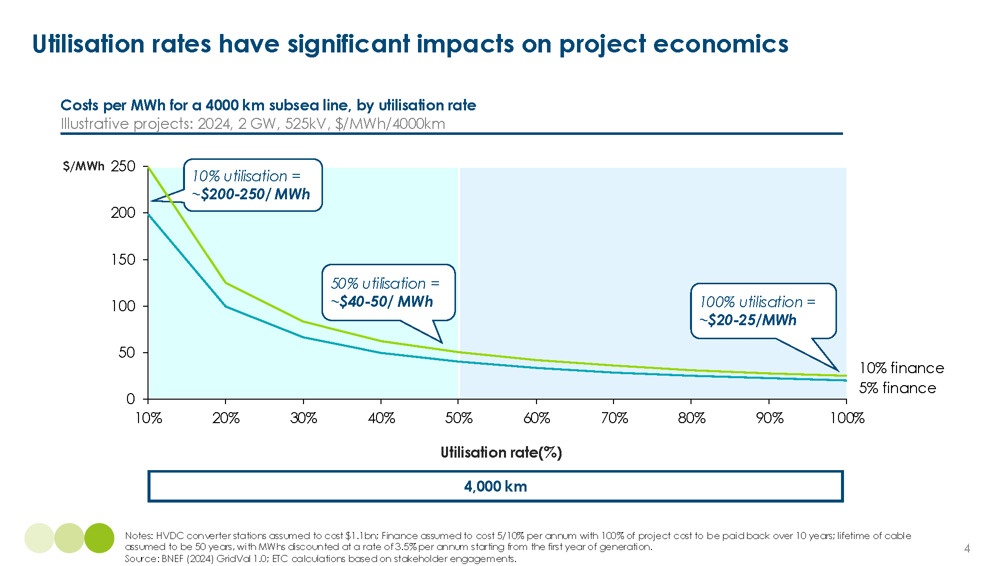 Utilisation rates have significant impacts on project economics
Costs per MWh for a 4000 km subsea line, by utilisation rate
Illustrative projects: 2024, 2 GW, 525kV, $/MWh/4000km
$/MWh
250
200
150
100
50
0
10% utilisation =
~$200-250/ MWh
50% utilisation =
~$40-50/ MWh
100% utilisation =
~$20-25/MWh
10% finance
5% finance
10% 20% 30% 40% 50% 60% 70% 80% 90% 100%
Utilisation rate(%)
4,000 km
Notes: HVDC converter stations assumed to cost $1.1bn; Finance assumed to cost 5/10% per annum with 100% of project cost to be paid back over 10 years; lifetime of cable
assumed to be 50 years, with MWhs discounted at a rate of 3.5% per annum starting from the first year of generation.
Source: BNEF (2024) GridVal 1.0; ETC calculations based on stakeholder engagements.
4